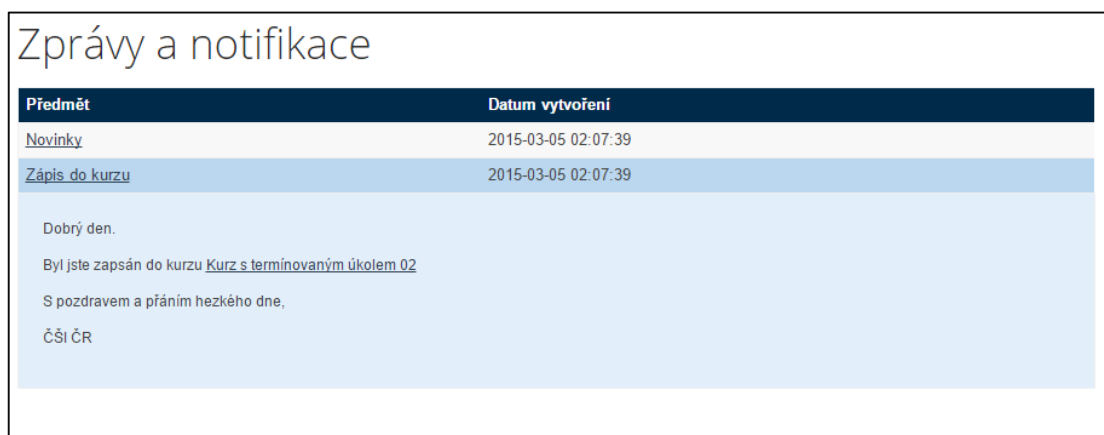 Zprávy a notifikace
Předmět Datum vytvoření
Novinky 2015-03-05 02:07:39
Zápis do kurzu 2015-03-05 02:07:39
Dobrý den.
Byl jste zapsán do kurzu Kurz s termínovaným úkolem 02
S pozdravem a přáním hezkého dne,
ČŠI ČR